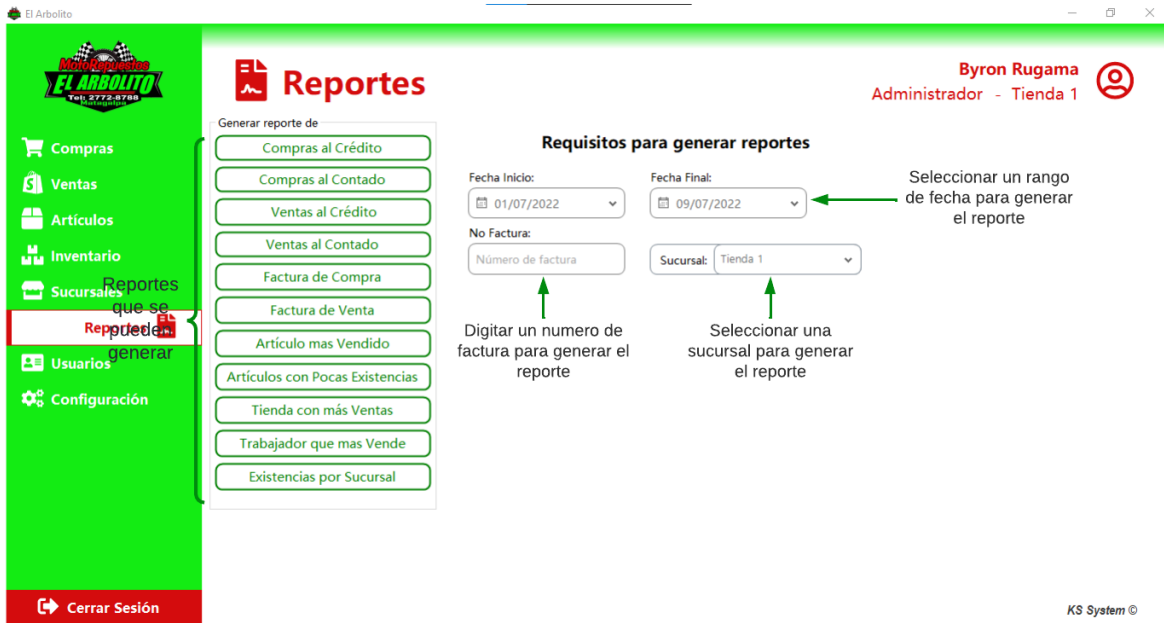 El Arbolito
MotoRepuestos
EL ARBOLITO
Tel: 2772-8788
Matagalpa
Reportes
Byron Rugama
Administrador - Tienda 1
Compras
Ventas
Artículos
Inventario
Sucursales
Reportes
Usuarios
Configuración
Cerrar Sesión
Reportes
que se
pueden
generar
Generar reporte de
Compras al Crédito
Compras al Contado
Ventas al Crédito
Ventas al Contado
Factura de Compra
Factura de Venta
Artículo mas Vendido
Artículos con Pocas Existencias
Tienda con más Ventas
Trabajador que mas Vende
Existencias por Sucursal
Requisitos para generar reportes
Fecha Inicio:
01/07/2022
Fecha Final:
09/07/2022
Seleccionar un rango
de fecha para generar
el reporte
No Factura:
Número de factura
Sucursal: Tienda 1
Digitar un numero de
factura para generar el
reporte
Seleccionar una
sucursal para generar
el reporte
KS System ©